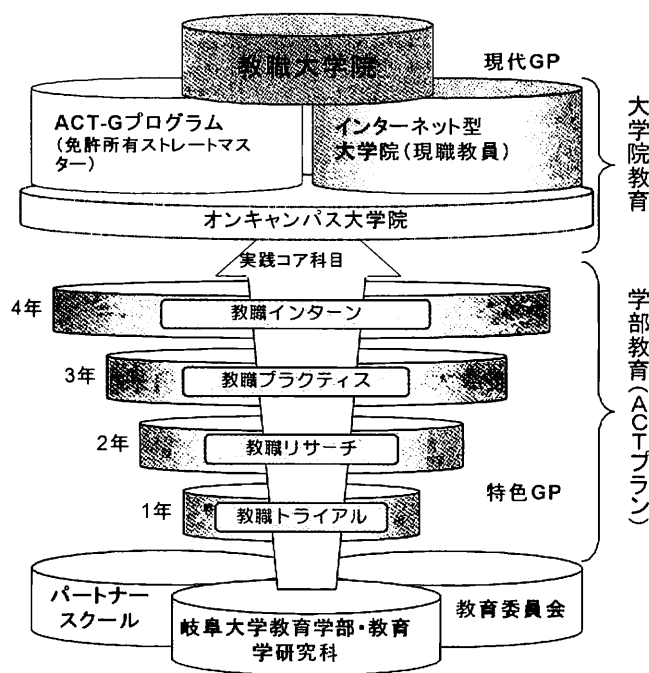 教職大学院
現代GP
ACT-Gプログラム
(免許所有ストレートマス
ター)
インターネット型
大学院(現職教員)
大学院教育
オンキャンパス大学院
実践コア科目
4年
教職インターン
3年
教職プラクティス
2年
教職リサーチ
1年
教職トライアル
特色GP
学部教育(ACTプラン)
パートナー
スクール
岐阜大学教育学部・教育
学研究科
教育委員会